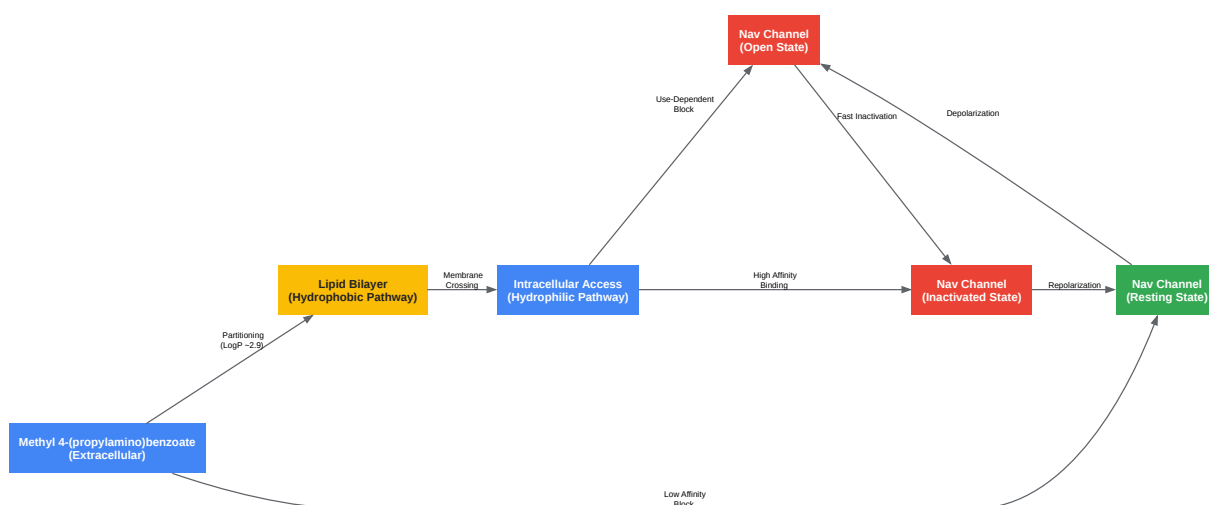 Nav Channel
(Open State)
Use-Dependent
Block
Fast Inactivation
Depolarization
Lipid Bilayer
(Hydrophobic Pathway)
Membrane
Crossing
Intracellular Access
(Hydrophilic Pathway)
High Affinity
Binding
Nav Channel
(Inactivated State)
Repolarization
Nav Channel
(Resting State)
Partitioning
(LogP ~2.9)
Methyl 4-(propylamino)benzoate
(Extracellular)
Low Affinity
Block